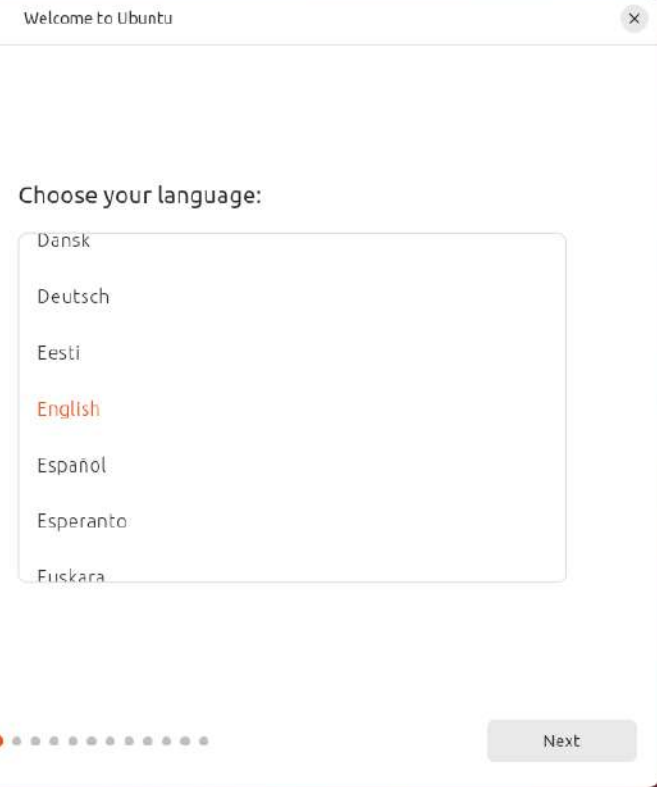 Welcome to Ubuntu
Choose your language:
Dansk
Deutsch
Eesti
English
Español
Esperanto
Euskara
Next